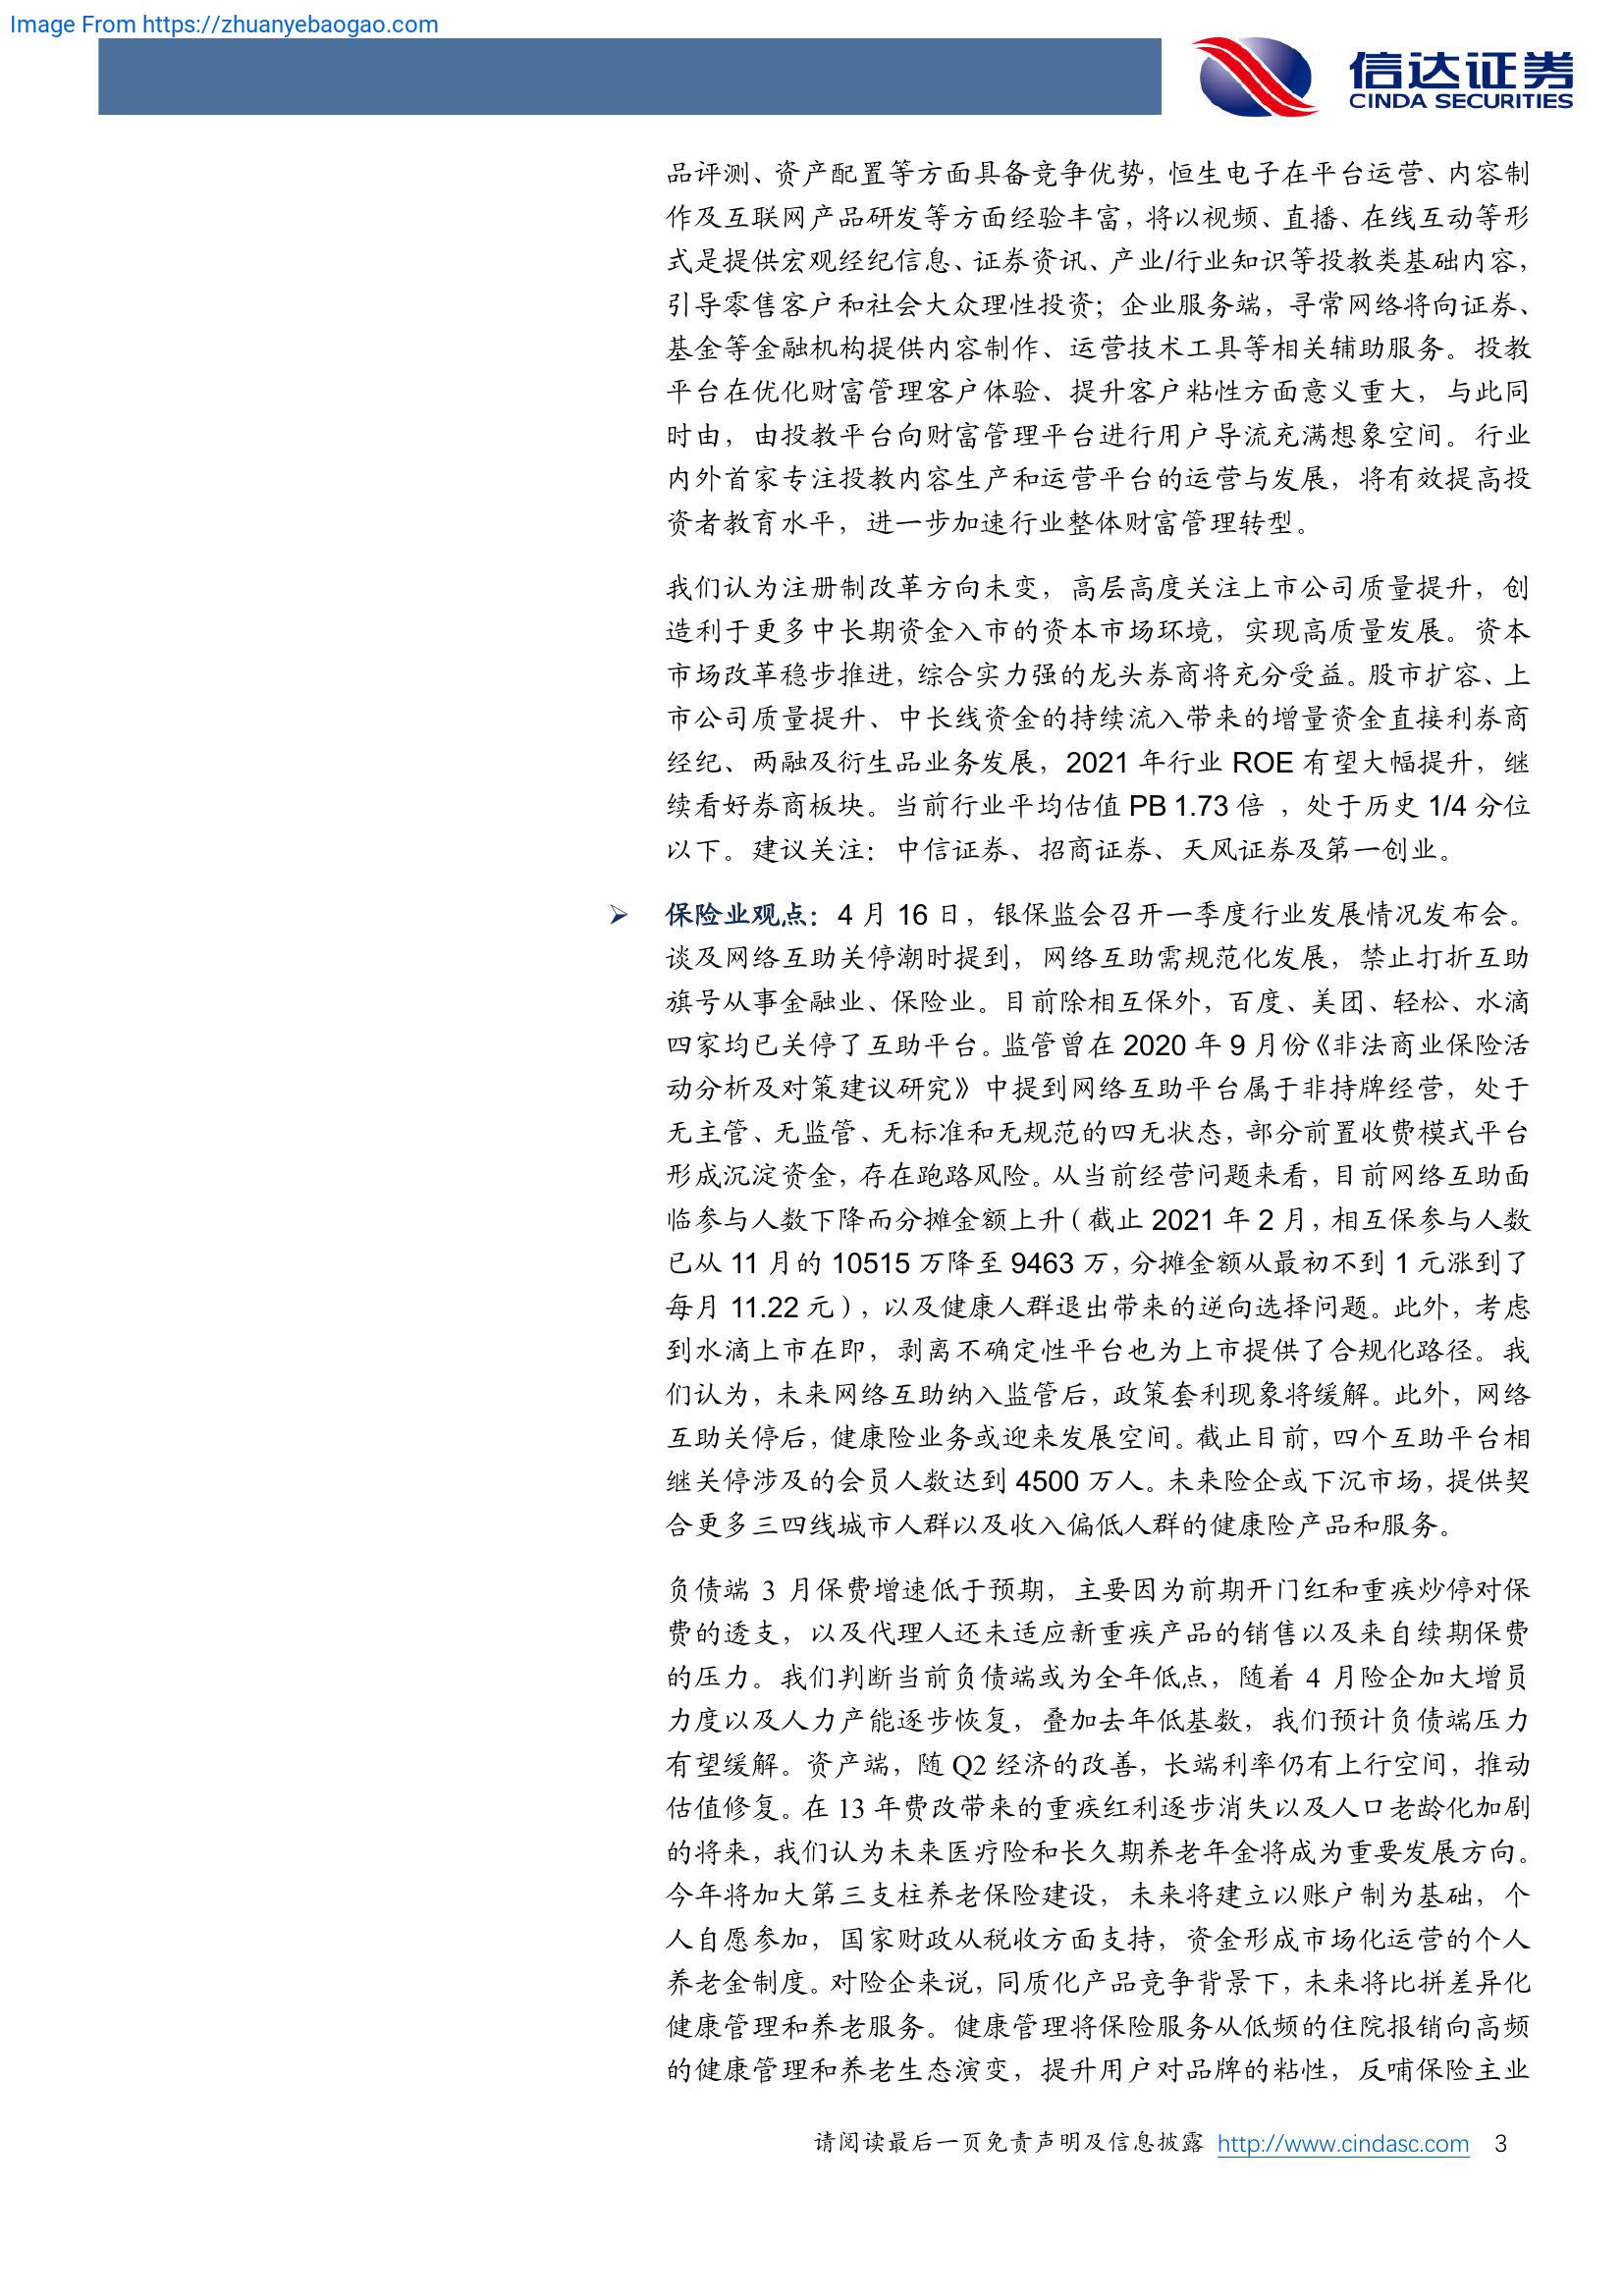 Image From https://zhuanyebaogao.com
信达证券
CINDA SECURITIES
品评测、资产配置等方面具备竞争优势，恒生电子在平台运营、内容制
作及互联网产品研发等方面经验丰富，将以视频、直播、在线互动等形
式是提供宏观经纪信息、证券资讯、产业/行业知识等投教类基础内容，
引导零售客户和社会大众理性投资；企业服务端，寻常网络将向证券、
基金等金融机构提供内容制作、运营技术工具等相关辅助服务。投教
平台在优化财富管理客户体验、提升客户粘性方面意义重大，与此同
时由，由投教平台向财富管理平台进行用户导流充满想象空间。行业
内外首家专注投教内容生产和运营平台的运营与发展，将有效提高投
资者教育水平，进一步加速行业整体财富管理转型。
我们认为注册制改革方向未变，高层高度关注上市公司质量提升，创
造利于更多中长期资金入市的资本市场环境，实现高质量发展。资本
市场改革稳步推进，综合实力强的龙头券商将充分受益。股市扩容、上
市公司质量提升、中长线资金的持续流入带来的增量资金直接利券商
经纪、两融及衍生品业务发展，2021 年行业 ROE 有望大幅提升，继
续看好券商板块。当前行业平均估值 PB 1.73 倍 ，处于历史 1/4 分位
以下。建议关注：中信证券、招商证券、天风证券及第一创业。
➢ 保险业观点：4 月 16 日，银保监会召开一季度行业发展情况发布会。
谈及网络互助关停潮时提到，网络互助需规范化发展，禁止打折互助
旗号从事金融业、保险业。目前除相互保外，百度、美团、轻松、水滴
四家均已关停了互助平台。监管曾在 2020 年 9 月份《非法商业保险活
动分析及对策建议研究》中提到网络互助平台属于非持牌经营，处于
无主管、无监管、无标准和无规范的四无状态，部分前置收费模式平台
形成沉淀资金，存在跑路风险。从当前经营问题来看，目前网络互助面
临参与人数下降而分摊金额上升（截止 2021 年 2 月，相互保参与人数
已从 11 月的 10515 万降至 9463 万，分摊金额从最初不到 1 元涨到了
每月 11.22 元），以及健康人群退出带来的逆向选择问题。此外，考虑
到水滴上市在即，剥离不确定性平台也为上市提供了合规化路径。我
们认为，未来网络互助纳入监管后，政策套利现象将缓解。此外，网络
互助关停后，健康险业务或迎来发展空间。截止目前，四个互助平台相
继关停涉及的会员人数达到 4500 万人。未来险企或下沉市场，提供契
合更多三四线城市人群以及收入偏低人群的健康险产品和服务。
负债端 3 月保费增速低于预期，主要因为前期开门红和重疾炒停对保
费的透支，以及代理人还未适应新重疾产品的销售以及来自续期保费
的压力。我们判断当前负债端或为全年低点，随着 4 月险企加大增员
力度以及人力产能逐步恢复，叠加去年低基数，我们预计负债端压力
有望缓解。资产端，随 Q2 经济的改善，长端利率仍有上行空间，推动
估值修复。在 13 年费改带来的重疾红利逐步消失以及人口老龄化加剧
的将来，我们认为未来医疗险和长久期养老年金将成为重要发展方向。
今年将加大第三支柱养老保险建设，未来将建立以账户制为基础，个
人自愿参加，国家财政从税收方面支持，资金形成市场化运营的个人
养老金制度。对险企来说，同质化产品竞争背景下，未来将比拼差异化
健康管理和养老服务。健康管理将保险服务从低频的住院报销向高频
的健康管理和养老生态演变，提升用户对品牌的粘性，反哺保险主业
请阅读最后一页免责声明及信息披露 http://www.cindasc.com 3